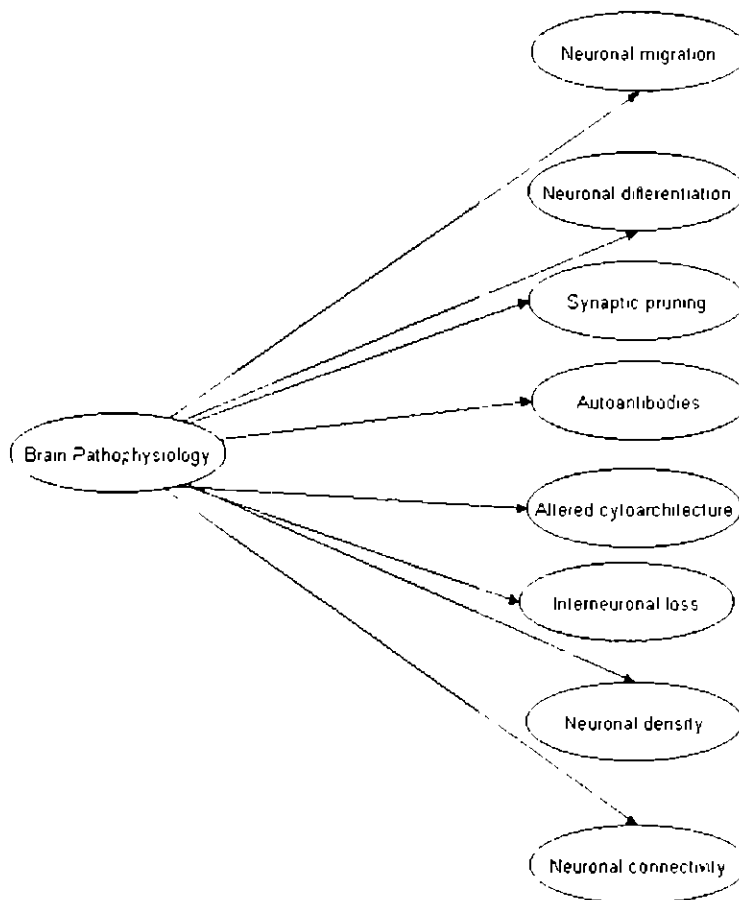 Neuronal migration
Neuronal differentiation
Synaptic pruning
Autoantibodies
Brain Pathophysiology
Altered cytoarchitecture
Interneuronal loss
Neuronal density
Neuronal connectivity